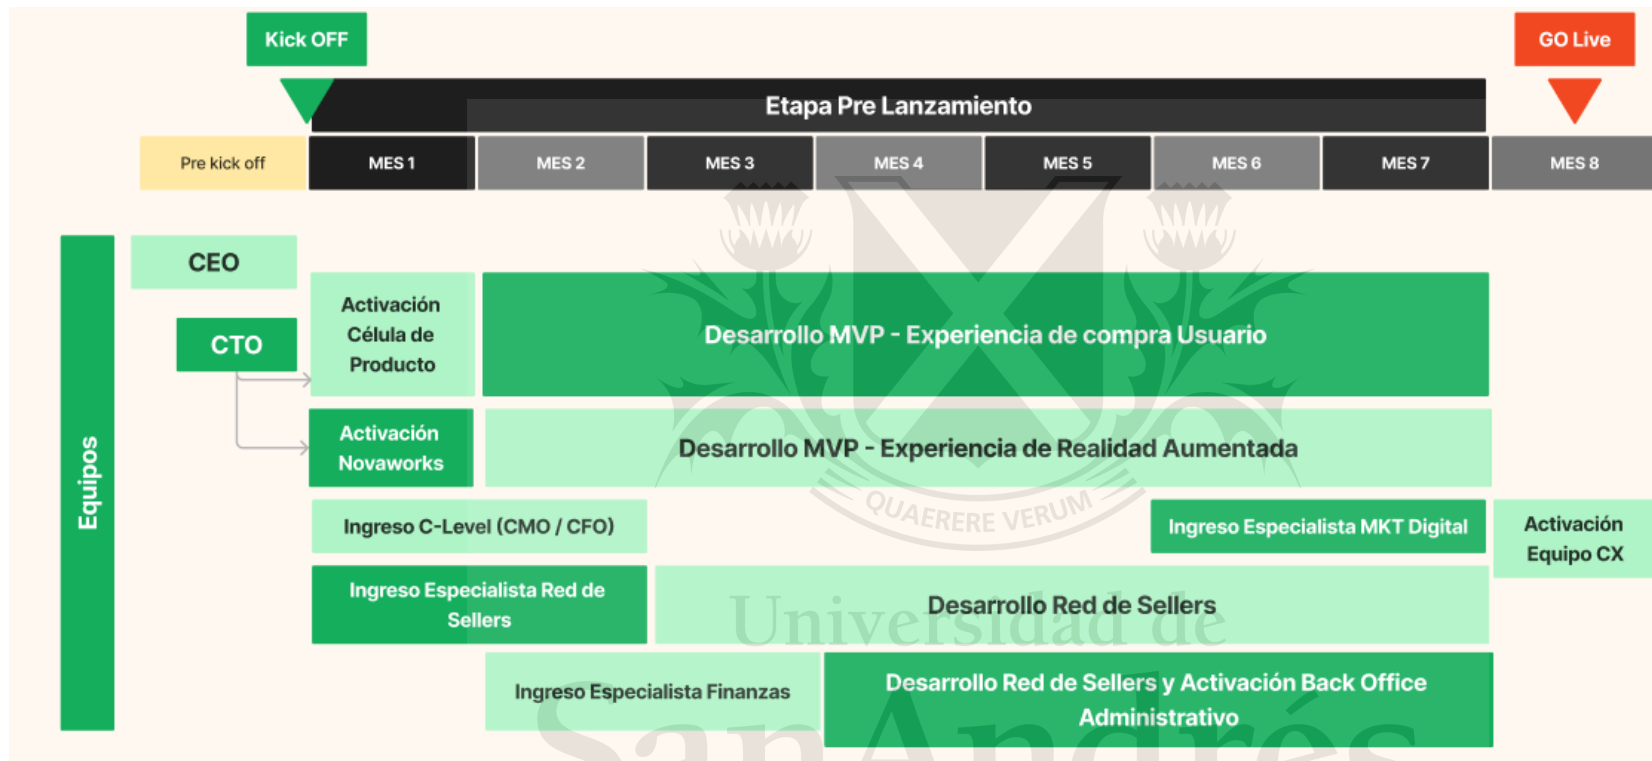 Kick OFF
GO Live
Etapa Pre Lanzamiento
Pre kick off
MES 1
MES 2
MES 3
MES 4
MES 5
MES 6
MES 7
MES 8
Equipos
CEO
CTO
Activación
Célula de
Producto
Desarrollo MVP - Experiencia de compra Usuario
Activación
Novaworks
Desarrollo MVP - Experiencia de Realidad Aumentada
QUAERERE VERUM
Ingreso C-Level (CMO / CFO)
Ingreso Especialista MKT Digital
Activación
Equipo CX
Ingreso Especialista Red de
Sellers
Desarrollo Red de Sellers
Universidad de
Ingreso Especialista Finanzas
Desarrollo Red de Sellers y Activación Back Office
Administrativo
SanAndrés